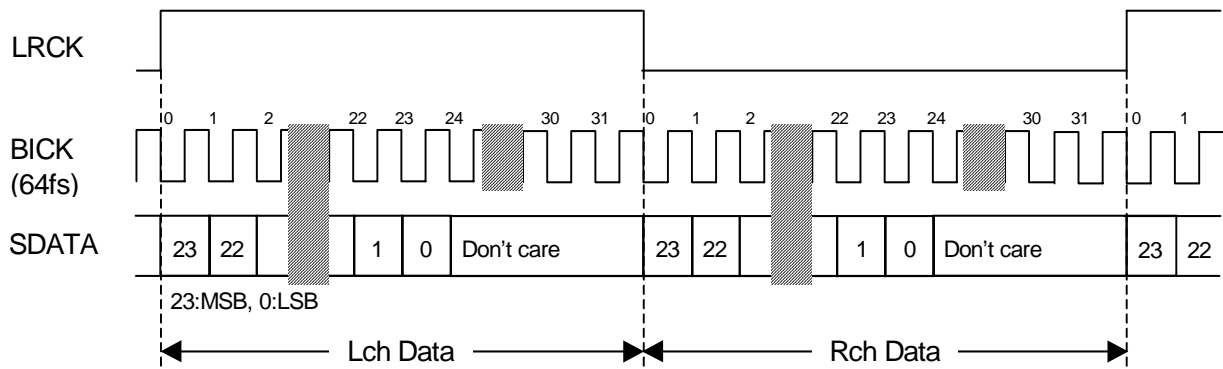 LRCK
0 1 2 22 23 24 30 31 0 1 2 22 23 24 30 31 0 1
BICK
(64fs)
SDATA 23 22 1 0 Don't care 23 22 1 0 Don't care 23 22
23:MSB, 0:LSB
Lch Data Rch Data